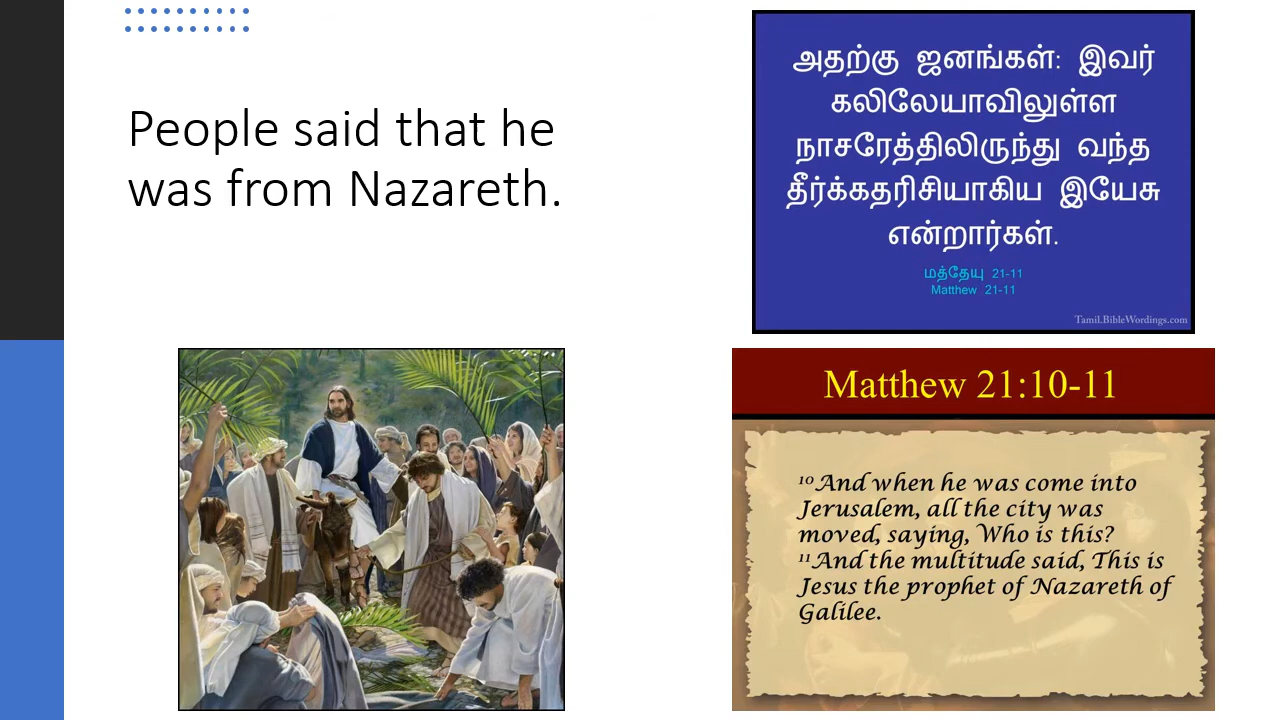 People said that he
was from Nazareth.
அதற்கு ஜனங்கள்: இவர்
கலிலேயாவிலுள்ள
நாசரேத்திலிருந்து வந்த
தீர்க்கதரிசியாகிய இயேசு
என்றார்கள்.
மத்தேயு 21-11
Matthew 21-11
Tamil.BibleWordings.com
Matthew 21:10-11
¹⁰And when he was come into
Jerusalem, all the city was
moved, saying, Who is this?
¹¹And the multitude said, This is
Jesus the prophet of Nazareth of
Galilee.